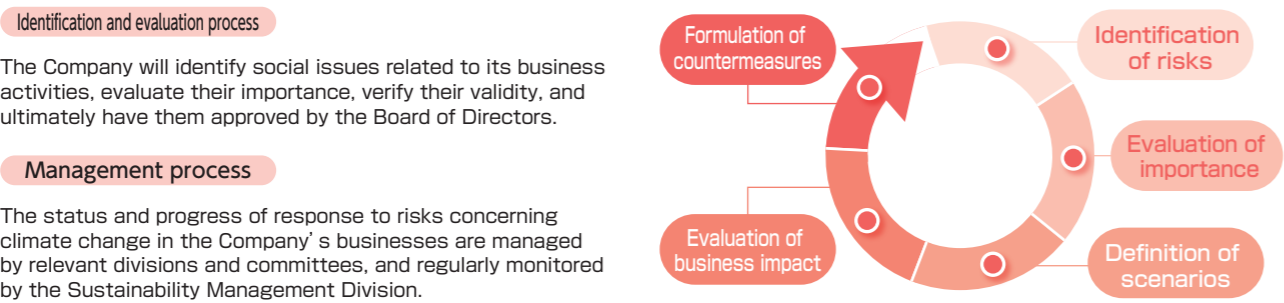 Identification and evaluation process
The Company will identify social issues related to its business
activities, evaluate their importance, verify their validity, and
ultimately have them approved by the Board of Directors.
Management process
The status and progress of response to risks concerning
climate change in the Company’s businesses are managed
by relevant divisions and committees, and regularly monitored
by the Sustainability Management Division.
Formulation of
countermeasures
Identification
of risks
Evaluation of
importance
Definition of
scenarios
Evaluation of
business impact